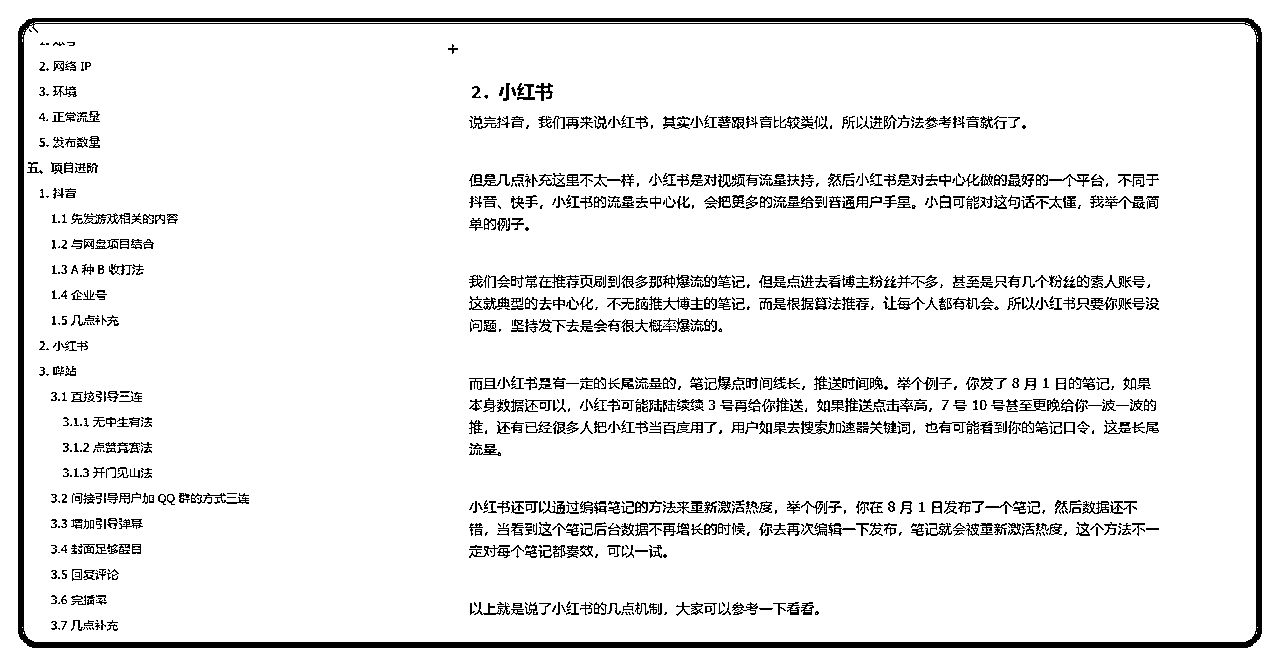 2. 网络 IP
3. 环境
4. 正常流量
5. 发布数量
五、项目进阶
1. 抖音
1.1 先发游戏相关的内容
1.2 与网盘项目结合
1.3 A 种 B 收打法
1.4 企业号
1.5 几点补充
2. 小红书
3. 哔站
3.1 直接引导三连
3.1.1 无中生有法
3.1.2 点赞竞赛法
3.1.3 开门见山法
3.2 间接引导用户加 QQ 群的方式三连
3.3 增加引导弹幕
3.4 封面足够醒目
3.5 回复评论
3.6 完播率
3.7 几点补充
2. 小红书
说完抖音，我们再来说小红书，其实小红薯跟抖音比较类似，所以进阶方法参考抖音就行了。
但是几点补充这里不太一样，小红书是对视频有流量扶持，然后小红书是对去中心化做的最好的一个平台，不同于
抖音、快手，小红书的流量去中心化，会把更多的流量给到普通用户手里。小白可能对这句话不太懂，我举个最简
单的例子。
我们会时常在推荐页刷到很多那种爆流的笔记，但是点进去看博主粉丝并不多，甚至是只有几个粉丝的素人账号，
这就典型的去中心化，不无脑推大博主的笔记，而是根据算法推荐，让每个人都有机会。所以小红书只要你账号没
问题，坚持发下去是会有很大概率爆流的。
而且小红书是有一定的长尾流量的，笔记爆点时间线长，推送时间晚。举个例子，你发了 8 月 1 日的笔记，如果
本身数据还可以，小红书可能陆陆续续 3 号再给你推送，如果推送点击率高，7 号 10 号甚至更晚给你一波一波的
推，还有已经很多人把小红书当百度用了，用户如果去搜索加速器关键词，也有可能看到你的笔记口令，这是长尾
流量。
小红书还可以通过编辑笔记的方法来重新激活热度，举个例子，你在 8 月 1 日发布了一个笔记，然后数据还不
错，当看到这个笔记后台数据不再增长的时候，你去再次编辑一下发布，笔记就会被重新激活热度，这个方法不一
定对每个笔记都奏效，可以一试。
以上就是说了小红书的几点机制，大家可以参考一下看看。